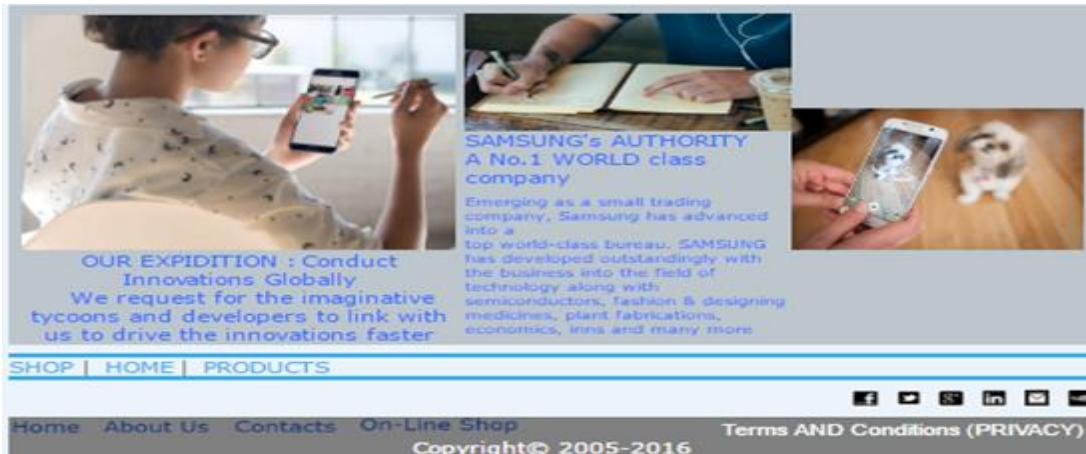 OUR EXPIDITION : Conduct
Innovations Globally
We request for the imaginative
tycoons and developers to link with
us to drive the innovations faster
SAMSUNG's AUTHORITY
A No.1 WORLD class
company
Emerging as a small trading
company, Samsung has advanced
into a
top world-class bureau. SAMSUNG
has developed outstandingly with
the business into the field of
technology along with
semiconductors, fashion & designing
medicines, plant fabrications,
economics, inns and many more
SHOP | HOME | PRODUCTS
Home About Us Contacts On-Line Shop
Terms AND Conditions (PRIVACY)
Copyright© 2005-2016